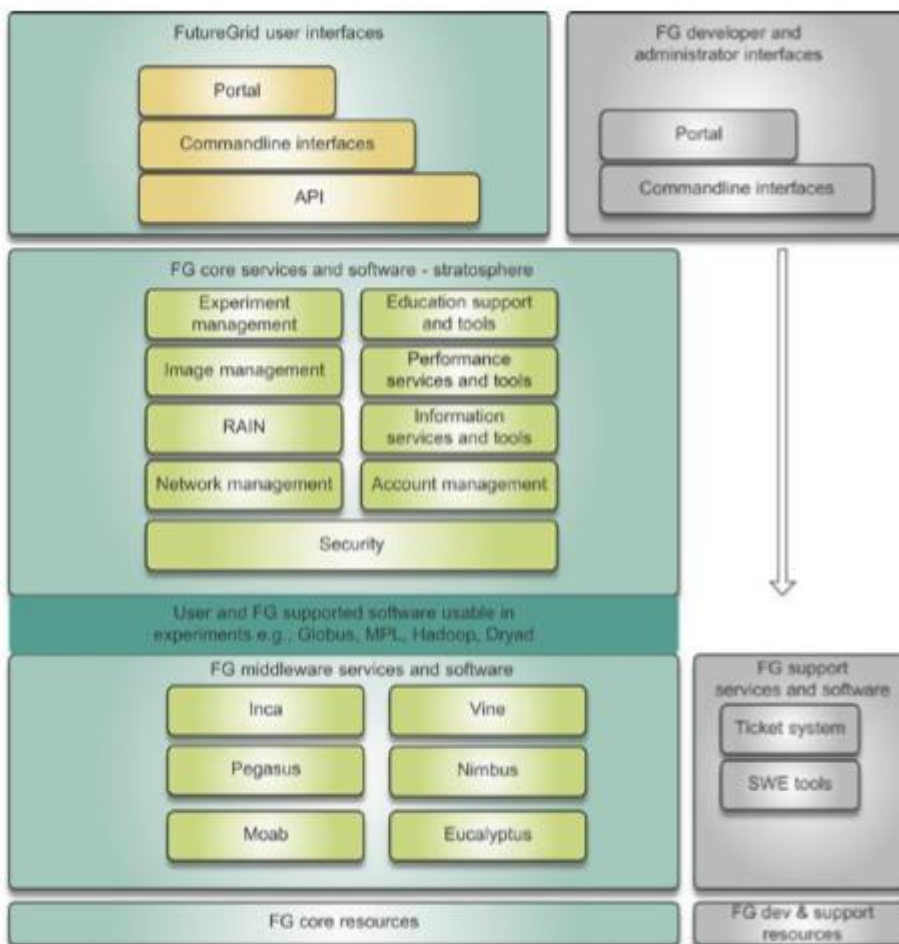 FutureGrid user interfaces
Portal
Commandline interfaces
API
FG developer and
administrator interfaces
Portal
Commandline interfaces
FG core services and software - stratosphere
Experiment
management
Education support
and tools
Image management
Performance
services and tools
RAIN
Information
services and tools
Network management
Account management
Security
User and FG supported software usable in
experiments e.g., Globus, MPL, Hadoop, Dryad
FG middleware services and software
Inca
Vine
Pegasus
Nimbus
Moab
Eucalyptus
FG support
services and software
Ticket system
SWE tools
FG core resources
FG dev & support
resources